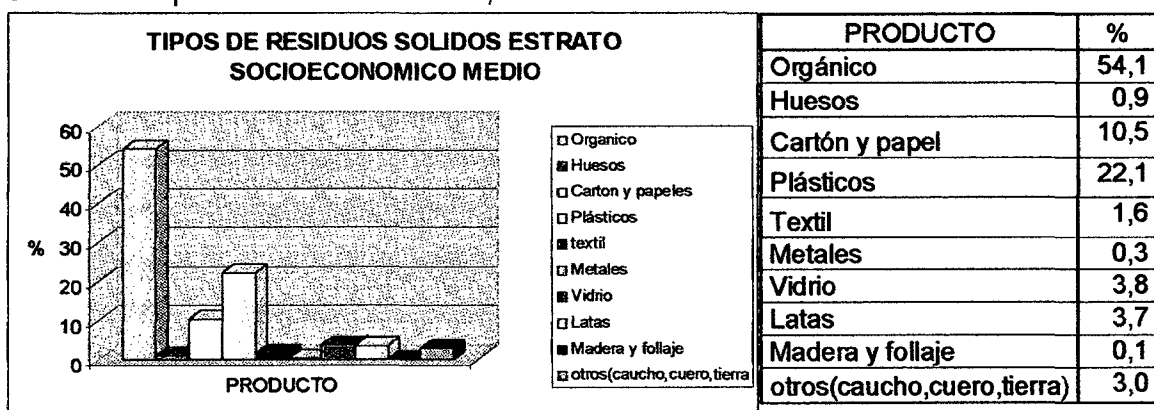 TIPOS DE RESIDUOS SOLIDOS ESTRATO
SOCIOECONOMICO MEDIO
60
50
40
30
20
10
0
%
PRODUCTO
Organico
Huesos
Carton y papeles
Plásticos
textil
Metales
Vidrio
Latas
Madera y follaje
otros(caucho,cuero,tierra
PRODUCTO %
Orgánico 54,1
Huesos 0,9
Cartón y papel 10,5
Plásticos 22,1
Textil 1,6
Metales 0,3
Vidrio 3,8
Latas 3,7
Madera y follaje 0,1
otros(caucho,cuero,tierra) 3,0